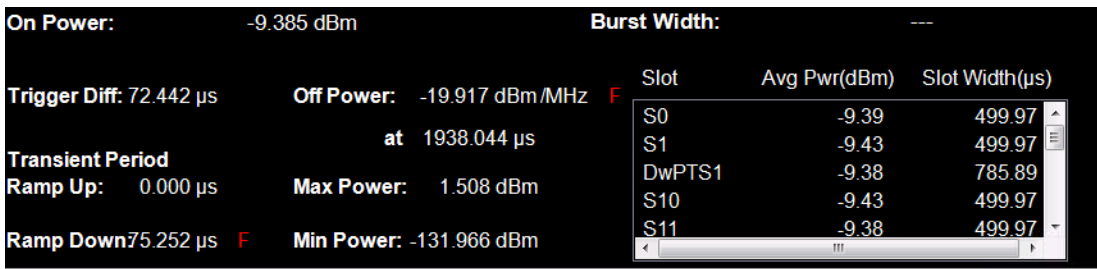 On Power: -9.385 dBm Burst Width: ---
Slot Avg Pwr(dBm) Slot Width(µs)
Trigger Diff: 72.442 µs Off Power: -19.917 dBm/MHz F
S0 -9.39 499.97
at 1938.044 µs
S1 -9.43 499.97
Transient Period
DwPTS1 -9.38 785.89
Ramp Up: 0.000 µs Max Power: 1.508 dBm
S10 -9.43 499.97
S11 -9.38 499.97
Ramp Down:75.252 µs F Min Power: -131.966 dBm